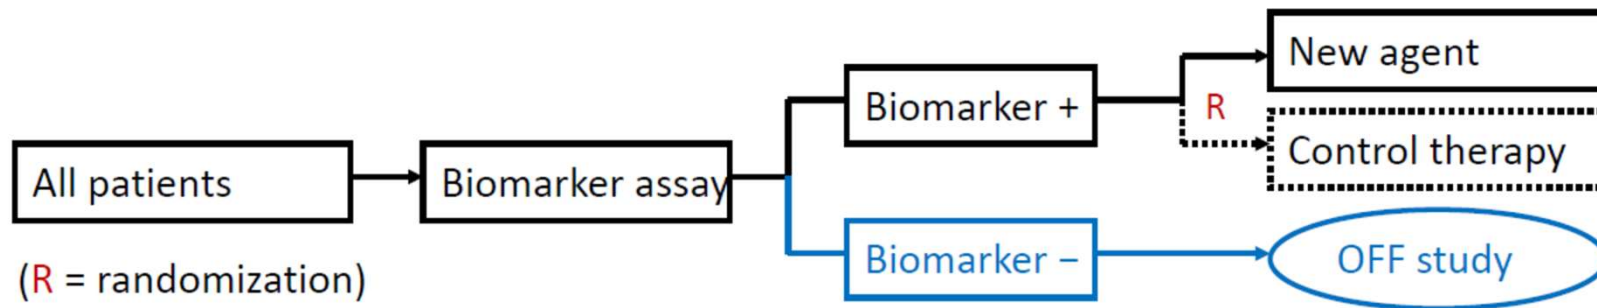 All patients
Biomarker assay
Biomarker +
R
New agent
Control therapy
Biomarker −
OFF study
(R = randomization)